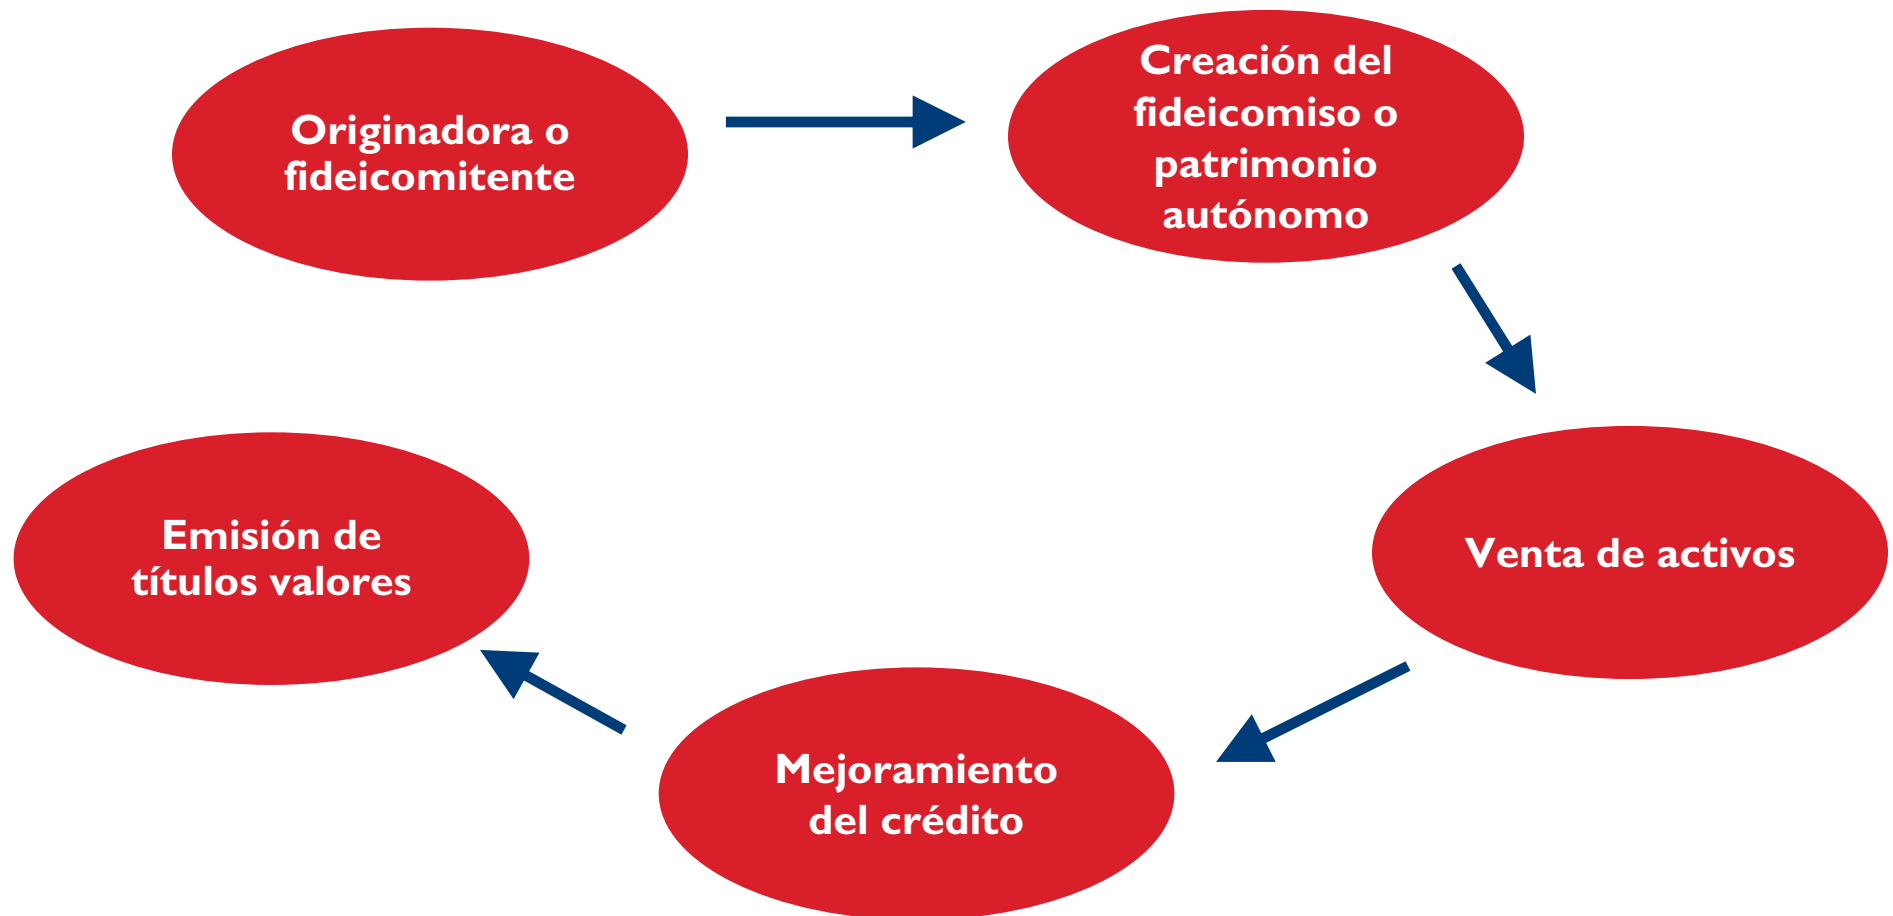 Originadora o
fideicomitente
Creación del
fideicomiso o
patrimonio
autónomo
Venta de activos
Mejoramiento
del crédito
Emisión de
títulos valores